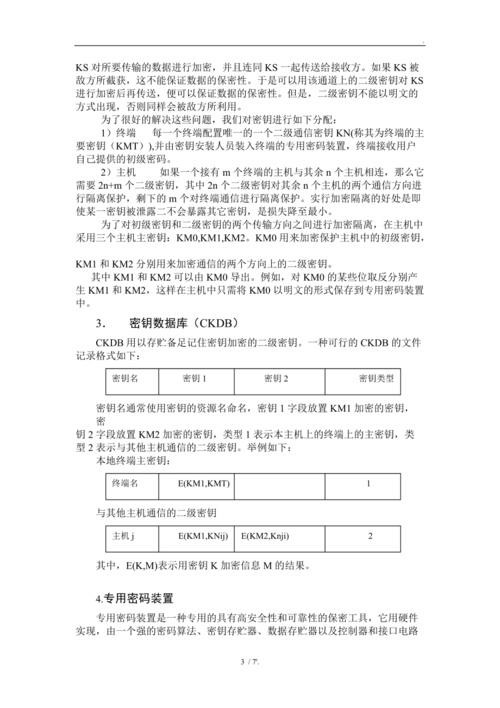 KS 对所要传输的数据进行加密，并且连同 KS 一起传送给接收方。如果 KS 被
敌方所截获，这不能保证数据的保密性。于是可以用该通道上的二级密钥对 KS
进行加密后再传送，便可以保证数据的保密性。但是，二级密钥不能以明文的
方式出现，否则同样会被敌方所利用。
为了很好的解决这些问题，我们对密钥进行如下分配：
1）终端 每一个终端配置唯一的一个二级通信密钥 KN(称其为终端的主
要密钥（KMT）),并由密钥安装人员装入终端的专用密码装置，终端接收用户
自己提供的初级密码。
2）主机 如果一个接有 m 个终端的主机与其余 n 个主机相连，那么它
需要 2n+m 个二级密钥，其中 2n 个二级密钥对其余 n 个主机的两个通信方向进
行隔离保护，剩下的 m 个对终端通信进行隔离保护。实行加密隔离的好处是即
使某一密钥被泄露二不会暴露其它密钥，是损失降至最小。
为了对初级密钥和二级密钥的两个传输方向之间进行加密隔离，在主机中
采用三个主机主密钥：KM0,KM1,KM2。KM0 用来加密保护主机中的初级密钥，
KM1 和 KM2 分别用来加密通信的两个方向上的二级密钥。
其中 KM1 和 KM2 可以由 KM0 导出。例如，对 KM0 的某些位取反分别产
生 KM1 和 KM2，这样在主机中只需将 KM0 以明文的形式保存到专用密码装置
中。
3． 密钥数据库（CKDB）
CKDB 用以存贮备足记住密钥加密的二级密钥。一种可行的 CKDB 的文件
记录格式如下：
密钥名 密钥 1 密钥 2 密钥类型
密钥名通常使用密钥的资源名命名，密钥 1 字段放置 KM1 加密的密钥，
密
钥 2 字段放置 KM2 加密的密钥，类型 1 表示本主机上的终端上的主密钥，类
型 2 表示与其他主机通信的二级密钥。举例如下：
本地终端主密钥：
终端名 E(KM1,KMT) 1
与其他主机通信的二级密钥
主机 j E(KM1,KNij) E(KM2,Knji) 2
其中，E(K,M)表示用密钥 K 加密信息 M 的结果。
4.专用密码装置
专用密码装置是一种专用的具有高安全性和可靠性的保密工具，它用硬件
实现，由一个强的密码算法、密钥存贮器、数据存贮器以及控制器和接口电路
3 / 7'.